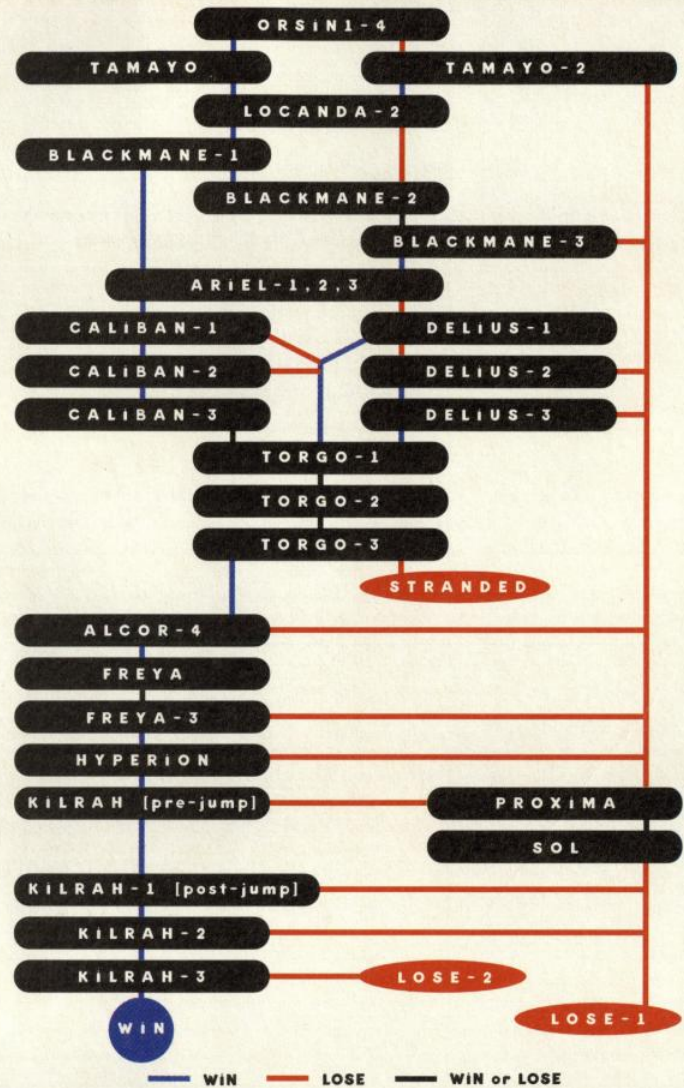 ORSiN1-4
TAMAYO
TAMAYO-2
LOCANDA-2
BLACKMANE-1
BLACKMANE-2
BLACKMANE-3
ARiEL-1,2,3
CALiBAN-1
DELiUS-1
CALiBAN-2
DELiUS-2
CALiBAN-3
DELiUS-3
TORGO-1
TORGO-2
TORGO-3
STRANDED
ALCOR-4
FREYA
FREYA-3
HYPERiON
KiLRAH [pre-jump]
PROXiMA
SOL
KiLRAH-1 [post-jump]
KiLRAH-2
KiLRAH-3
LOSE-2
WiN
LOSE-1
WiN LOSE WiN or LOSE